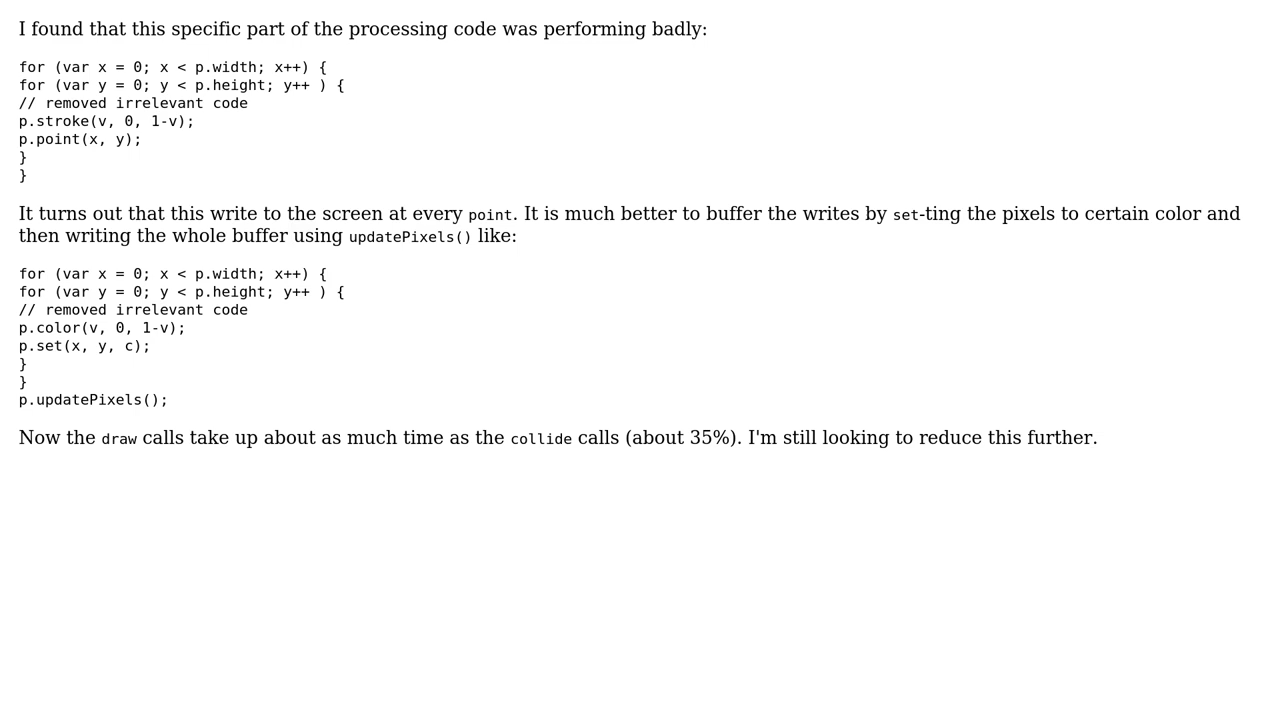 I found that this specific part of the processing code was performing badly:
for (var x = 0; x < p.width; x++) {
for (var y = 0; y < p.height; y++ ) {
// removed irrelevant code
p.stroke(v, 0, 1-v);
p.point(x, y);
}
}
It turns out that this write to the screen at every point. It is much better to buffer the writes by set-ting the pixels to certain color and
then writing the whole buffer using updatePixels() like:
for (var x = 0; x < p.width; x++) {
for (var y = 0; y < p.height; y++ ) {
// removed irrelevant code
p.color(v, 0, 1-v);
p.set(x, y, c);
}
}
p.updatePixels();
Now the draw calls take up about as much time as the collide calls (about 35%). I'm still looking to reduce this further.